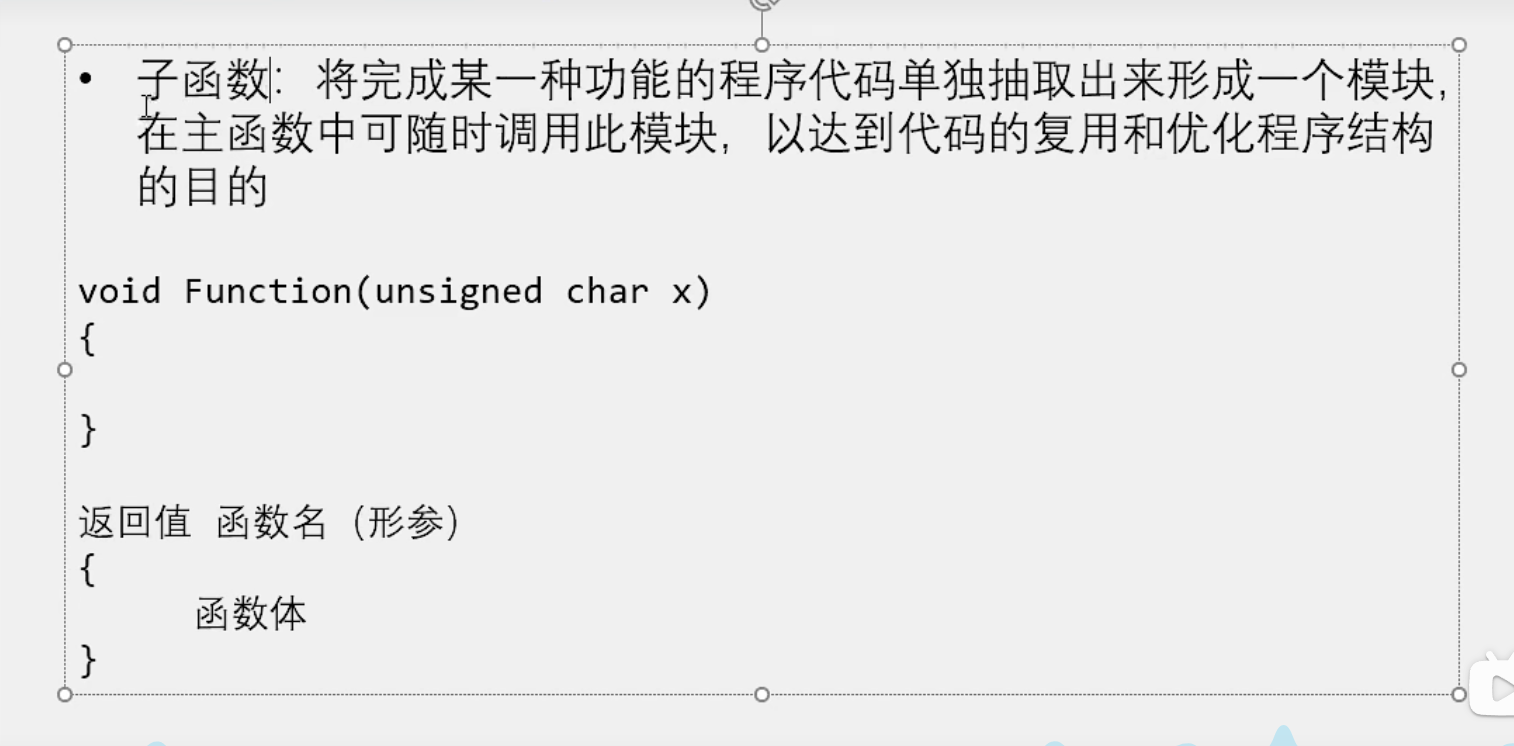 • 子函数：将完成某一种功能的程序代码单独抽取出来形成一个模块，
在主函数中可随时调用此模块，以达到代码的复用和优化程序结构
的目的
void Function(unsigned char x)
{
}
返回值 函数名（形参）
{
函数体
}